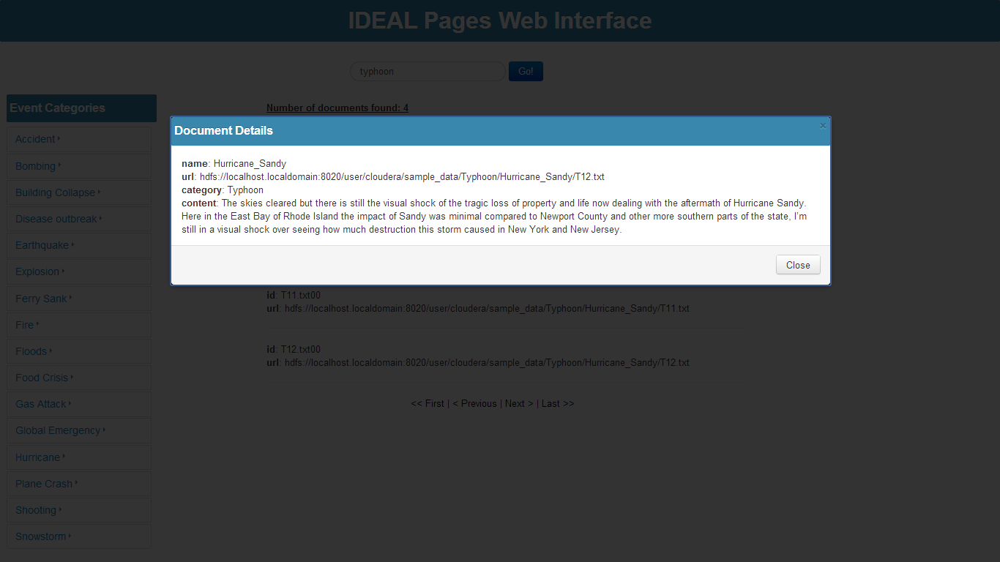 IDEAL Pages Web Interface
typhoon
Go!
Event Categories
Number of documents found: 4
Accident
Bombing
Building Collapse
Disease outbreak
Earthquake
Explosion
Ferry Sank
Fire
Floods
Food Crisis
Gas Attack
Global Emergency
Hurricane
Plane Crash
Shooting
Snowstorm
Document Details
×
name: Hurricane_Sandy
url: hdfs://localhost.localdomain:8020/user/cloudera/sample_data/Typhoon/Hurricane_Sandy/T12.txt
category: Typhoon
content: The skies cleared but there is still the visual shock of the tragic loss of property and life now dealing with the aftermath of Hurricane Sandy.
Here in the East Bay of Rhode Island the impact of Sandy was minimal compared to Newport County and other more southern parts of the state, I'm
still in a visual shock over seeing how much destruction this storm caused in New York and New Jersey.
Close
id: T11.txt00
url: hdfs://localhost.localdomain:8020/user/cloudera/sample_data/Typhoon/Hurricane_Sandy/T11.txt
id: T12.txt00
url: hdfs://localhost.localdomain:8020/user/cloudera/sample_data/Typhoon/Hurricane_Sandy/T12.txt
<< First | < Previous | Next > | Last >>